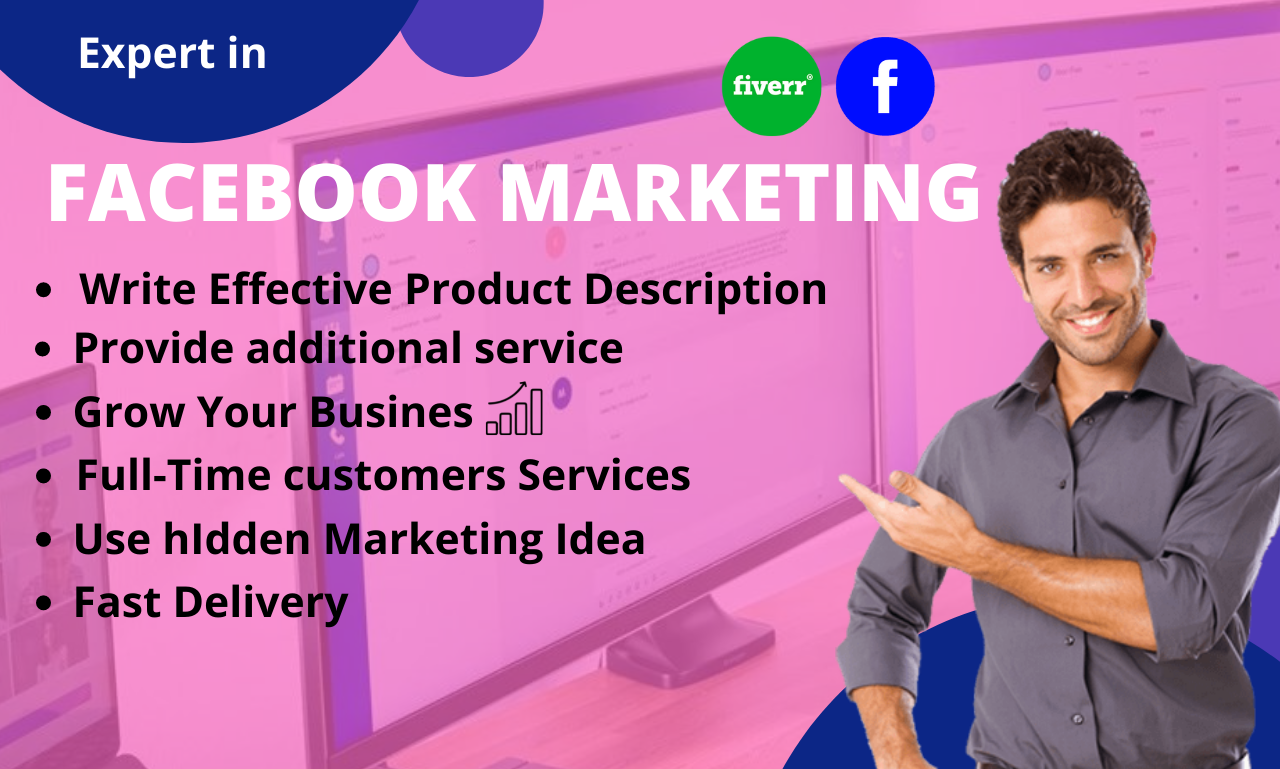 Expert in
fiverr®
f
FACEBOOK MARKETING
• Write Effective Product Description
• Provide additional service
• Grow Your Busines
• Full-Time customers Services
• Use hIdden Marketing Idea
• Fast Delivery